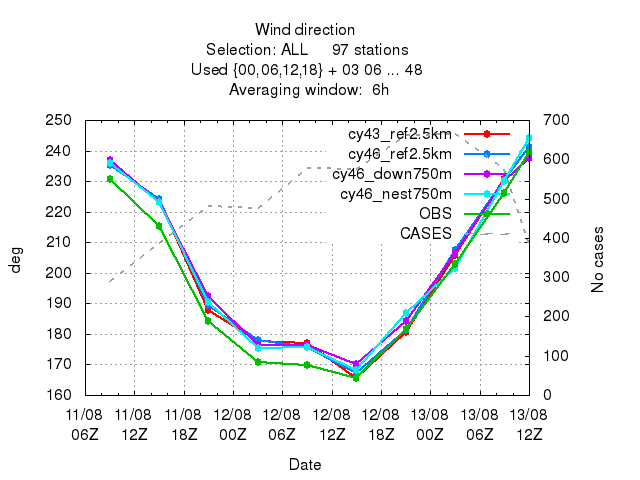 Wind direction
Selection: ALL 97 stations
Used {00,06,12,18} + 03 06 ... 48
Averaging window: 6h
250
240
230
220
210
200
190
180
170
160
deg
700
600
500
400
300
200
100
0
No cases
cy43_ref2.5km
cy46_ref2.5km
cy46_down750m
cy46_nest750m
OBS
CASES
11/08 11/08 11/08 12/08 12/08 12/08 12/08 13/08 13/08 13/08
06Z 12Z 18Z 00Z 06Z 12Z 18Z 00Z 06Z 12Z
Date